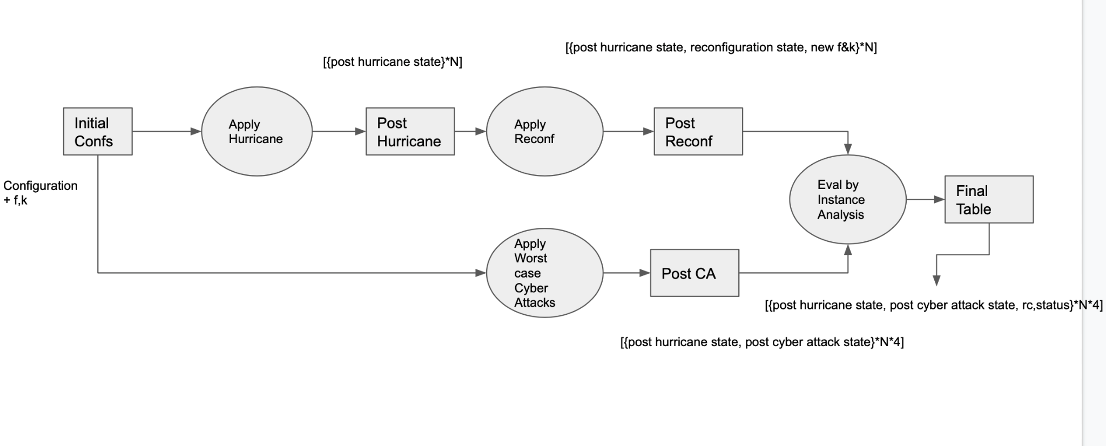 [{post hurricane state, reconfiguration state, new f&k}*N]
[{post hurricane state}*N]
Initial
Confs
Apply
Hurricane
Post
Hurricane
Apply
Reconf
Post
Reconf
Configuration
+ f,k
Eval by
Instance
Analysis
Final
Table
Apply
Worst
case
Cyber
Attacks
Post CA
[{post hurricane state, post cyber attack state, rc,status}*N*4]
[{post hurricane state, post cyber attack state}*N*4]